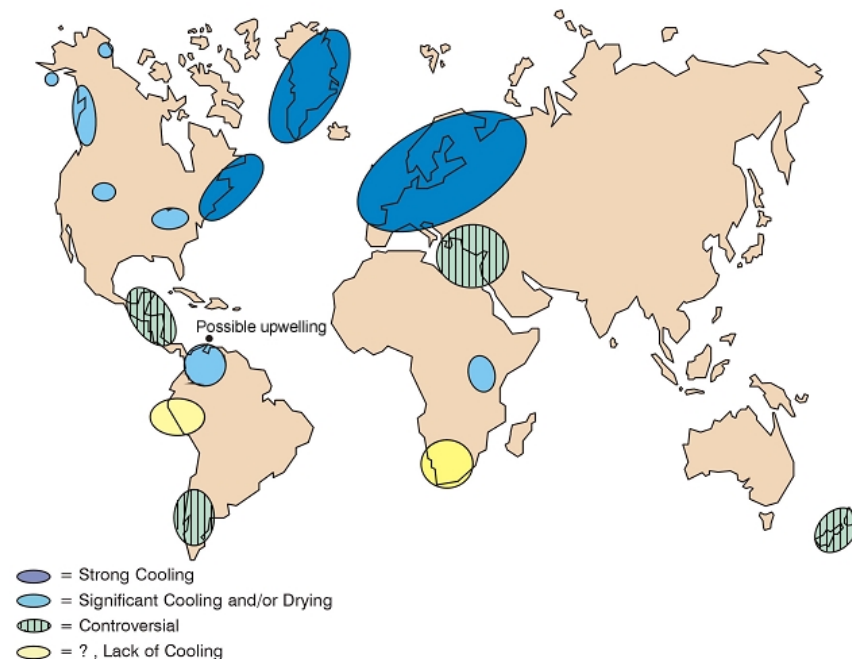 Possible upwelling
= Strong Cooling
= Significant Cooling and/or Drying
= Controversial
= ? , Lack of Cooling